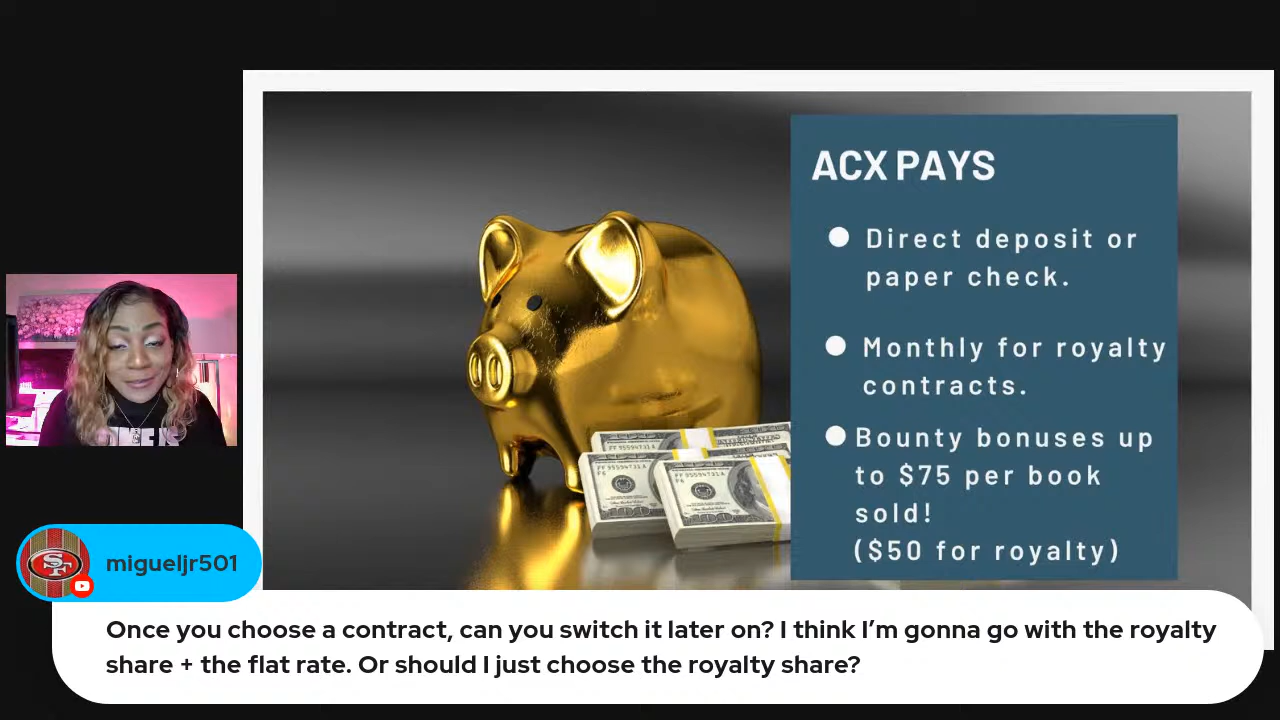 ACX PAYS
Direct deposit or
paper check.
Monthly for royalty
contracts.
Bounty bonuses up
to $75 per book
sold!
($50 for royalty)
migueljr501
Once you choose a contract, can you switch it later on? I think I’m gonna go with the royalty
share + the flat rate. Or should I just choose the royalty share?